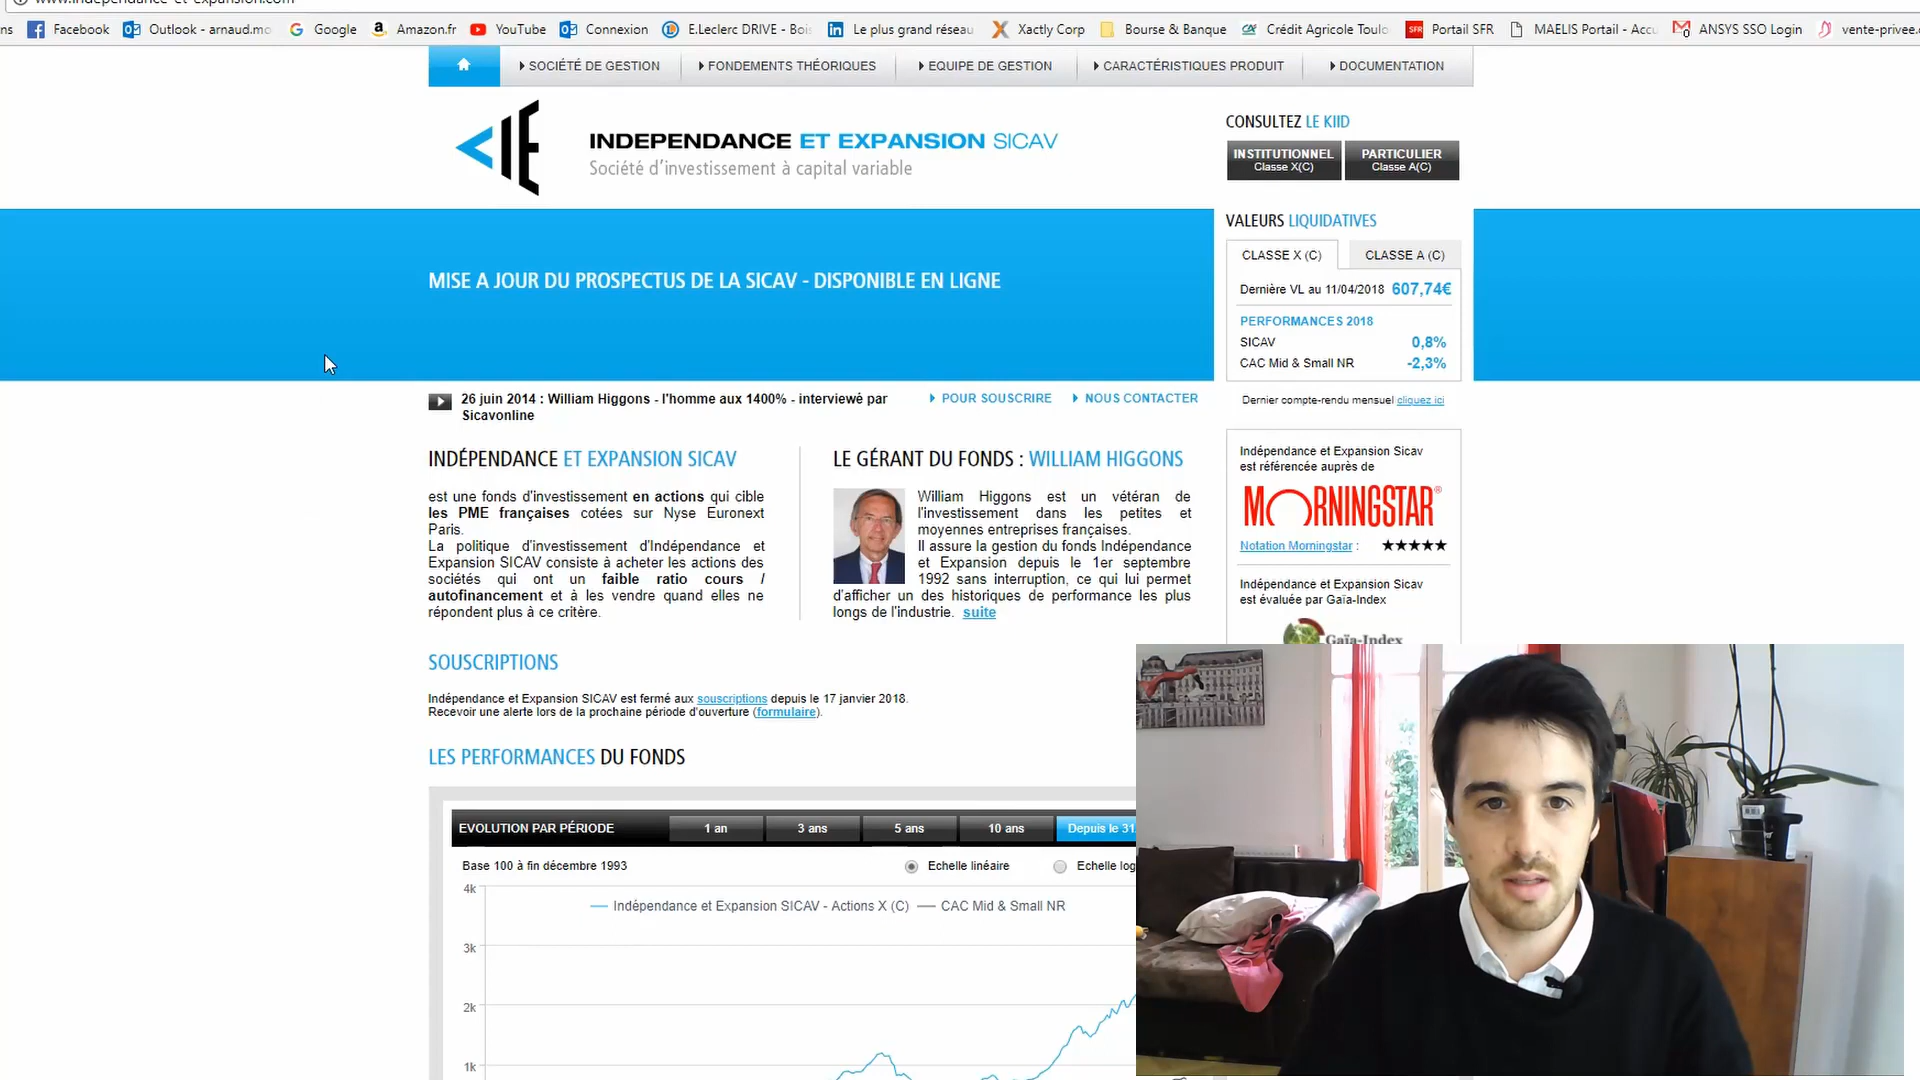 www.independance-et-expansion.com
Facebook
Outlook - arnaud.mo
Google
Amazon.fr
YouTube
Connexion
E.Leclerc DRIVE - Bois
Le plus grand réseau
Xactly Corp
Bourse & Banque
Crédit Agricole Toulo
Portail SFR
MAELIS Portail - Accu
ANSYS SSO Login
vente-privee.c
SOCIÉTÉ DE GESTION
FONDEMENTS THÉORIQUES
EQUIPE DE GESTION
CARACTÉRISTIQUES PRODUIT
DOCUMENTATION
INDEPENDANCE ET EXPANSION SICAV
Société d'investissement à capital variable
CONSULTEZ LE KIID
INSTITUTIONNEL
Classe X(C)
PARTICULIER
Classe A(C)
MISE A JOUR DU PROSPECTUS DE LA SICAV - DISPONIBLE EN LIGNE
VALEURS LIQUIDATIVES
CLASSE X (C)
CLASSE A (C)
Dernière VL au 11/04/2018 607,74€
PERFORMANCES 2018
SICAV 0,8%
CAC Mid & Small NR -2,3%
Dernier compte-rendu mensuel cliquez ici
26 juin 2014 : William Higgons - l'homme aux 1400% - interviewé par
Sicavonline
POUR SOUSCRIRE
NOUS CONTACTER
INDÉPENDANCE ET EXPANSION SICAV
est une fonds d'investissement en actions qui cible
les PME françaises cotées sur Nyse Euronext
Paris.
La politique d'investissement d'Indépendance et
Expansion SICAV consiste à acheter les actions des
sociétés qui ont un faible ratio cours /
autofinancement et à les vendre quand elles ne
répondent plus à ce critère.
LE GÉRANT DU FONDS : WILLIAM HIGGONS
William Higgons est un vétéran de
l'investissement dans les petites et
moyennes entreprises françaises.
Il assure la gestion du fonds Indépendance
et Expansion depuis le 1er septembre
1992 sans interruption, ce qui lui permet
d'afficher un des historiques de performance les plus
longs de l'industrie. suite
Indépendance et Expansion Sicav
est référencée auprès de
MORNINGSTAR®
Notation Morningstar : ★★★★★
Indépendance et Expansion Sicav
est évaluée par Gaïa-Index
Gaïa-Index
SOUSCRIPTIONS
Indépendance et Expansion SICAV est fermé aux souscriptions depuis le 17 janvier 2018.
Recevoir une alerte lors de la prochaine période d'ouverture (formulaire).
LES PERFORMANCES DU FONDS
EVOLUTION PAR PÉRIODE
1 an
3 ans
5 ans
10 ans
Depuis le 31
Base 100 à fin décembre 1993
Echelle linéaire
Echelle log
4k
Indépendance et Expansion SICAV - Actions X (C)
CAC Mid & Small NR
3k
2k
1k